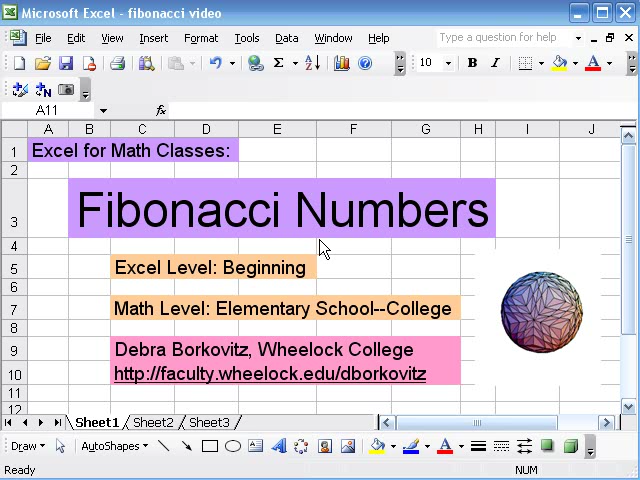 Microsoft Excel - fibonacci video
File Edit View Insert Format Tools Data Window Help Type a question for help
10 B I
A11 fx
A B C D E F G H I J
1 Excel for Math Classes:
2
3 Fibonacci Numbers
4
5 Excel Level: Beginning
6
7 Math Level: Elementary School--College
8
9 Debra Borkovitz, Wheelock College
10 http://faculty.wheelock.edu/dborkovitz
11
12
Sheet1 Sheet2 Sheet3
Draw AutoShapes
Ready NUM